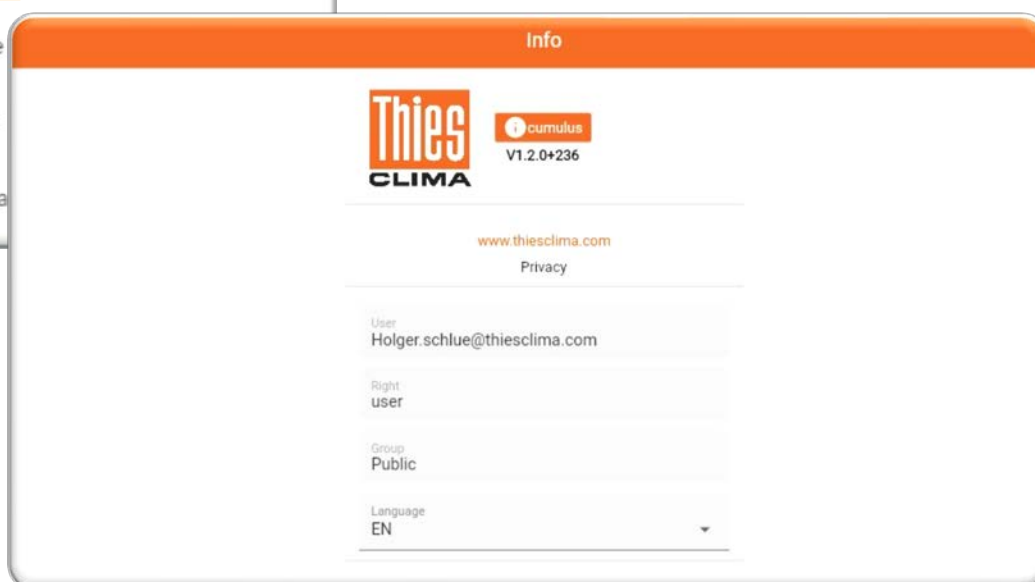 Info
Thies
CLIMA
i cumulus
V1.2.0+236
www.thiesclima.com
Privacy
User
Holger.schlue@thiesclima.com
Right
user
Group
Public
Language
EN